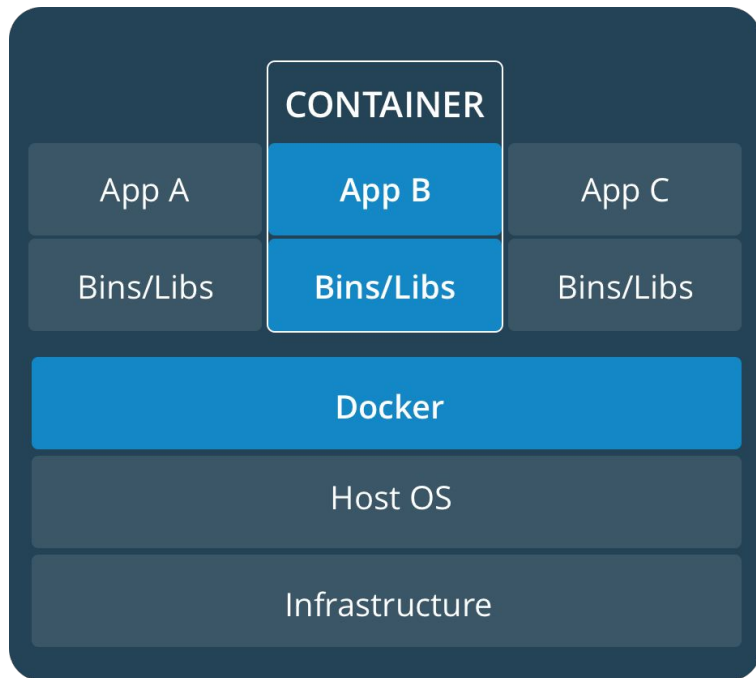 CONTAINER
App A
App B
App C
Bins/Libs
Bins/Libs
Bins/Libs
Docker
Host OS
Infrastructure